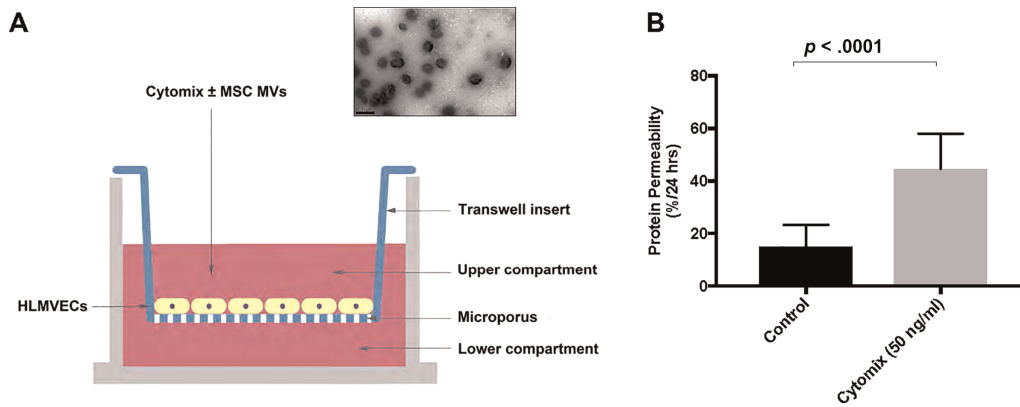 A
Cytomix ± MSC MVs
Transwell insert
Upper compartment
HLMVECs
Microporus
Lower compartment
B
p < .0001
Protein Permeability
(%/24 hrs)
80
60
40
20
0
Control
Cytomix (50 ng/ml)